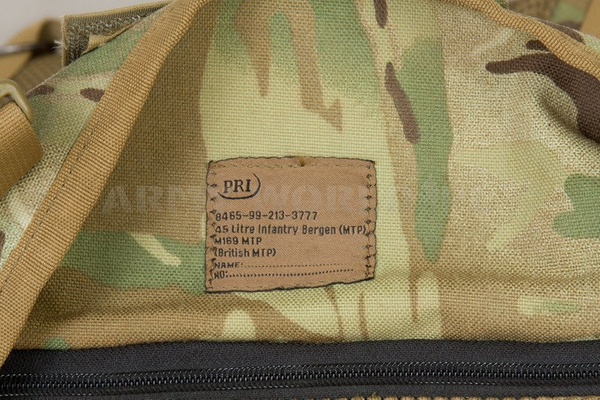 PRI
8465-99-213-3777
45 Litre Infantry Bergen (MTP)
M169 MTP
(British MTP)
NAME:
NO: